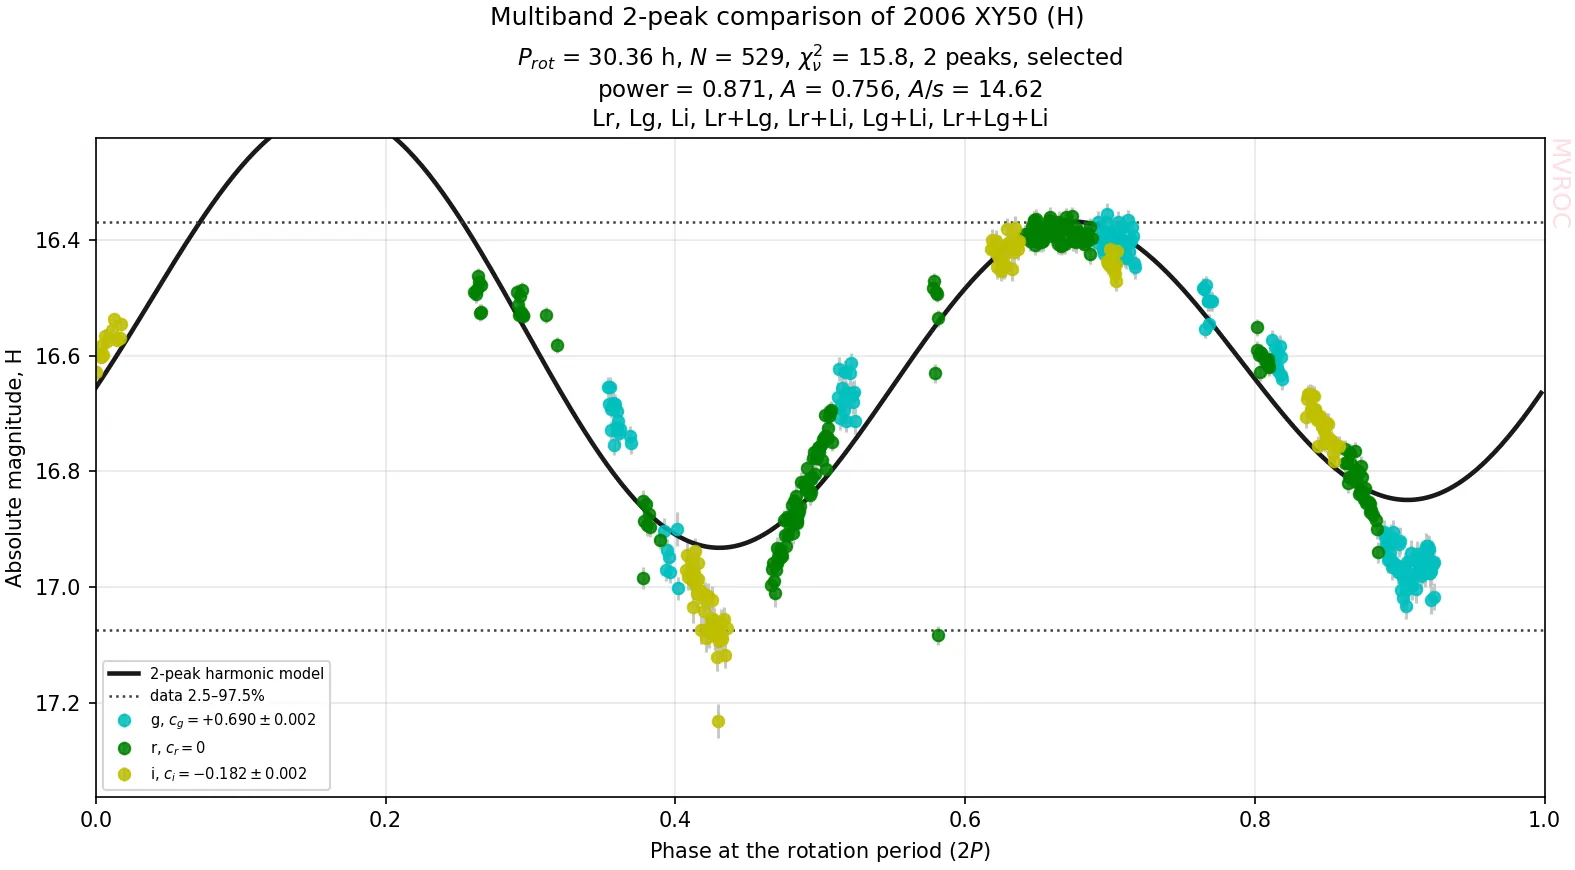 Multiband 2-peak comparison of 2006 XY50 (H)
P_rot = 30.36 h, N = 529, χ²_ν = 15.8, 2 peaks, selected
power = 0.871, A = 0.756, A/s = 14.62
Lr, Lg, Li, Lr+Lg, Lr+Li, Lg+Li, Lr+Lg+Li
MVROC
Absolute magnitude, H
16.4
16.6
16.8
17.0
17.2
2-peak harmonic model
data 2.5–97.5%
g, c_g = +0.690 ± 0.002
r, c_r = 0
i, c_i = −0.182 ± 0.002
0.0 0.2 0.4 0.6 0.8 1.0
Phase at the rotation period (2P)